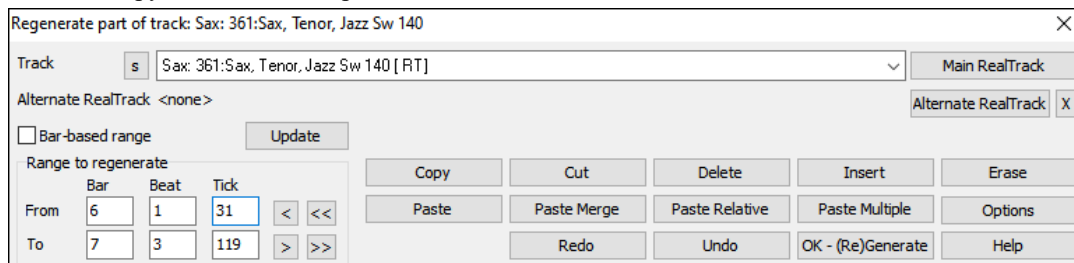 Regenerate part of track: Sax: 361:Sax, Tenor, Jazz Sw 140
Track s Sax: 361:Sax, Tenor, Jazz Sw 140 [ RT] Main RealTrack
Alternate RealTrack <none> Alternate RealTrack X
Bar-based range Update
Range to regenerate Copy Cut Delete Insert Erase
Bar Beat Tick
From 6 1 31 < << Paste Paste Merge Paste Relative Paste Multiple Options
To 7 3 119 > >> Redo Undo OK - (Re)Generate Help